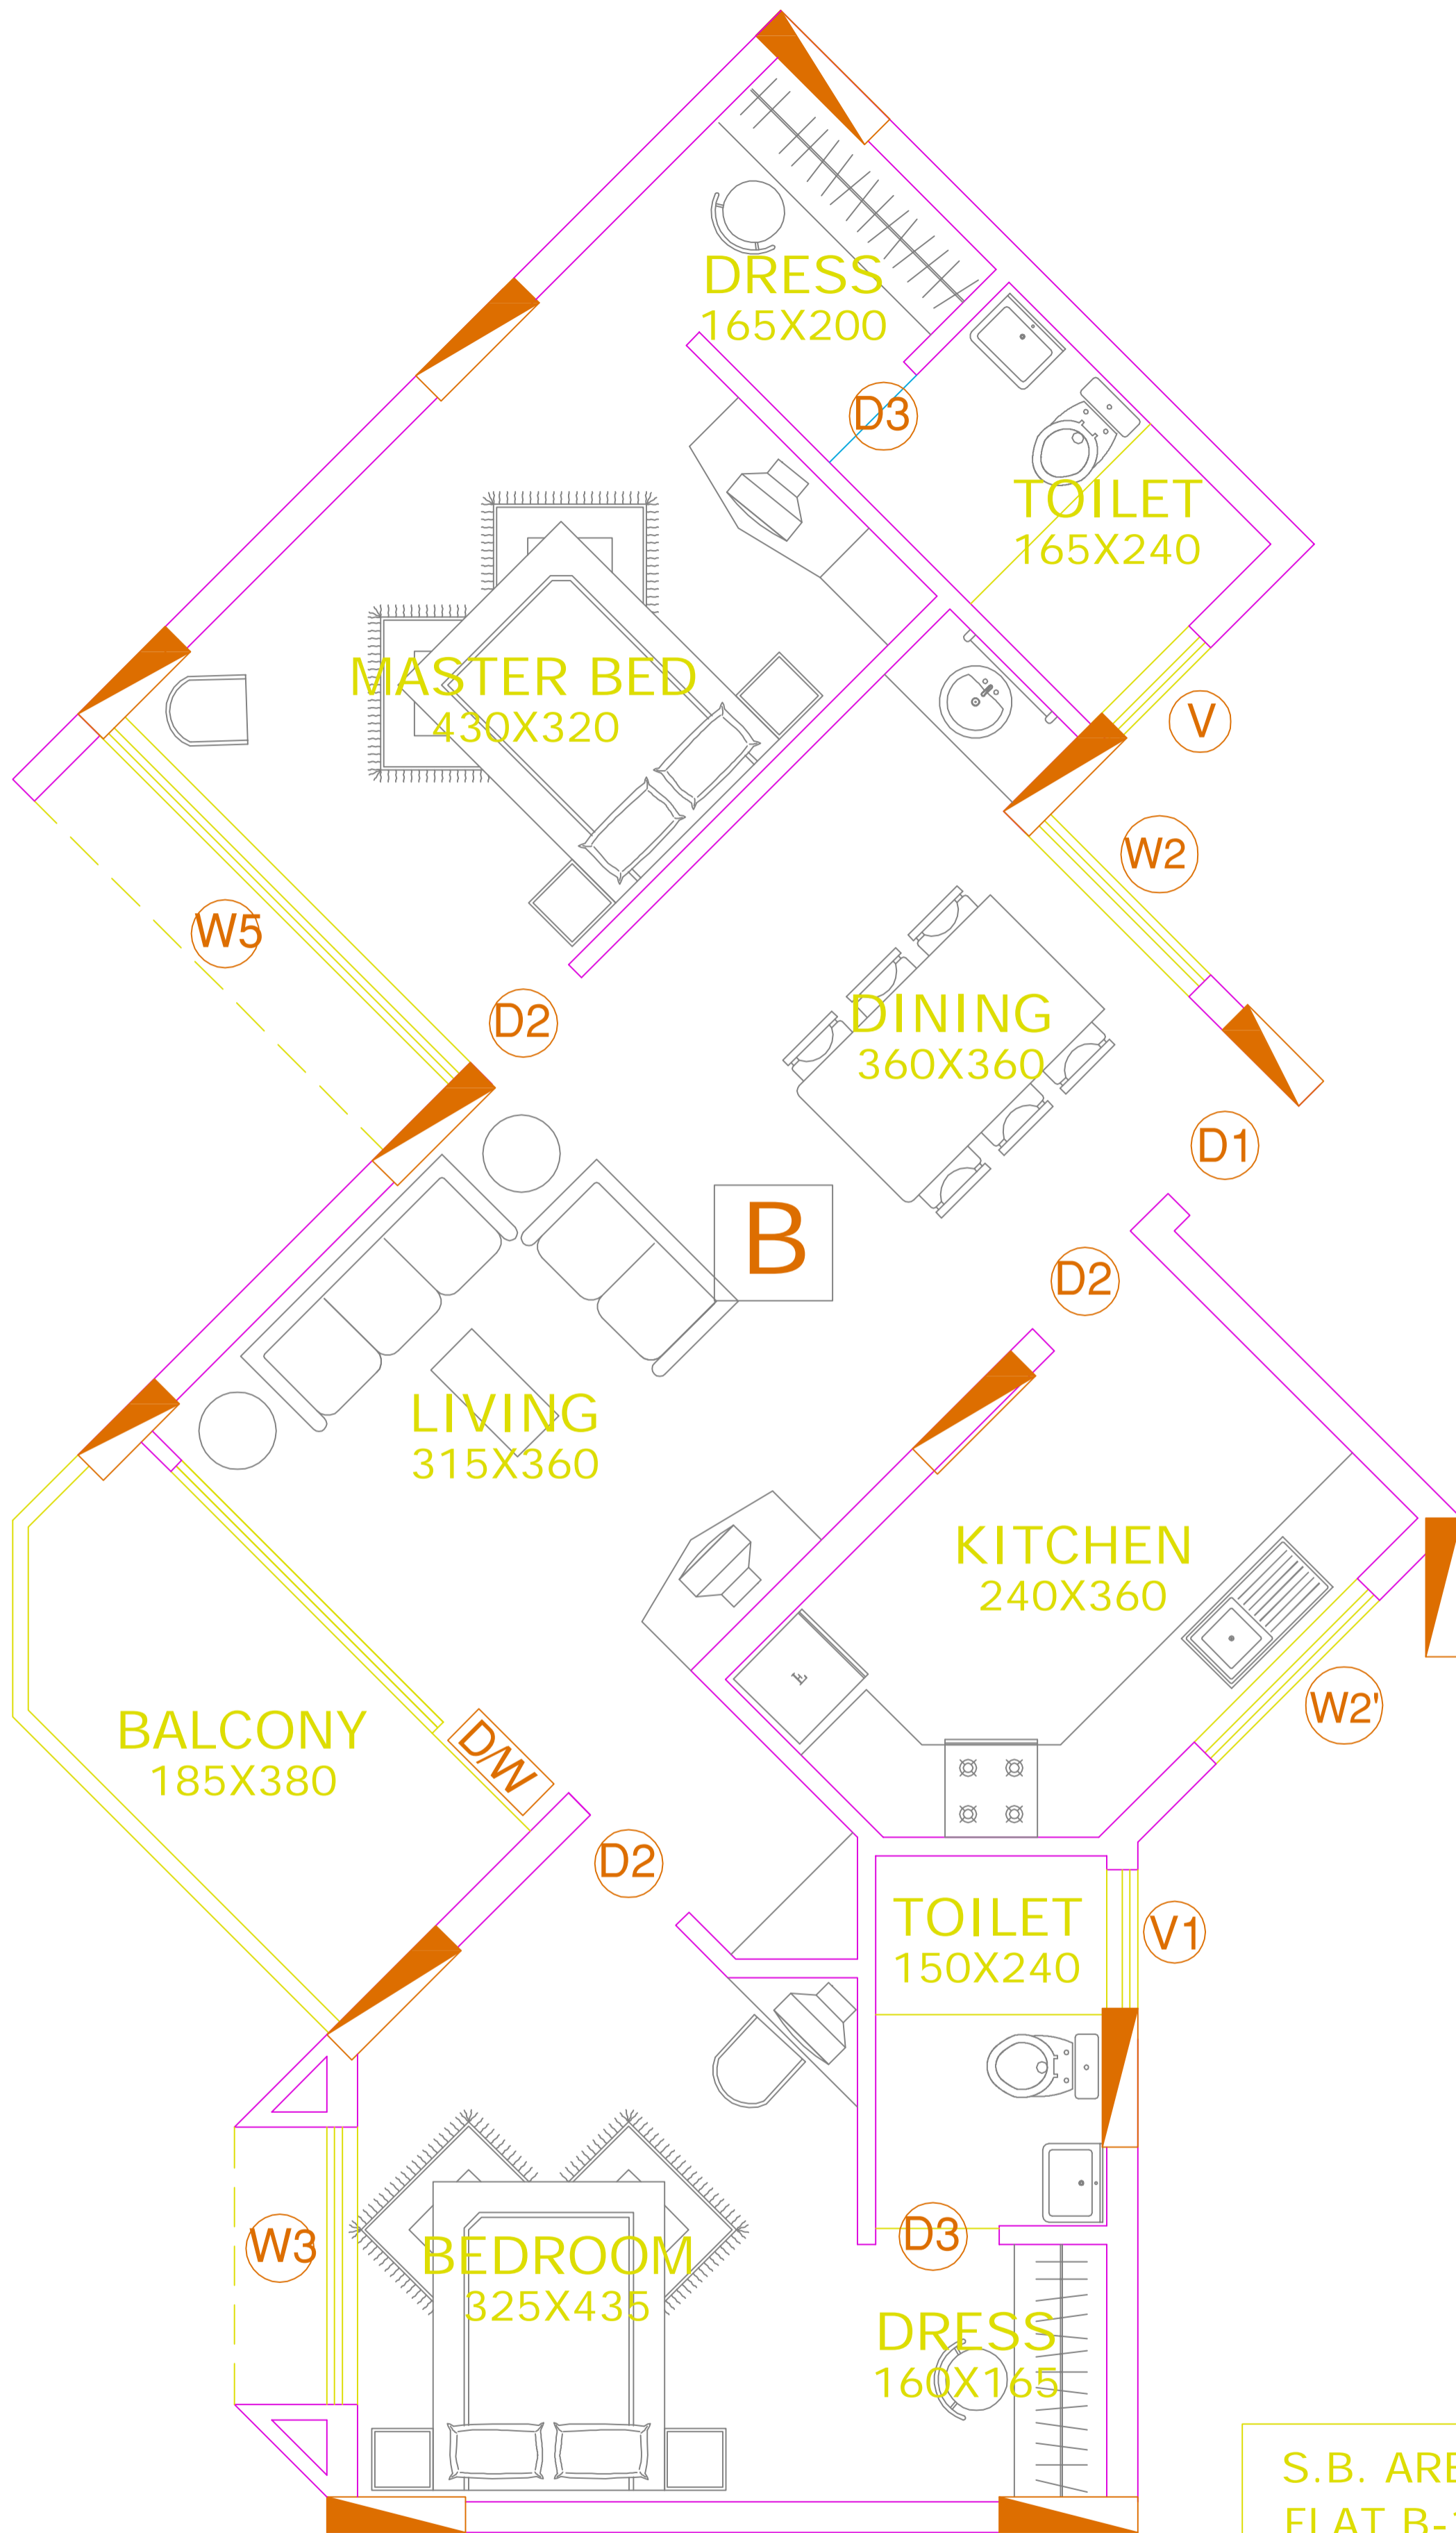 DRESS
165X200
D3
TOILET
165X240
MASTER BED
430X320
V
W2
W5
D2
DINING
360X360
D1
B
D2
LIVING
315X360
KITCHEN
240X360
W2'
BALCONY
185X380
D/W
D2
TOILET
150X240
V1
D3
W3
BEDROOM
325X435
DRESS
160X165
S.B. ARE
FLAT B-